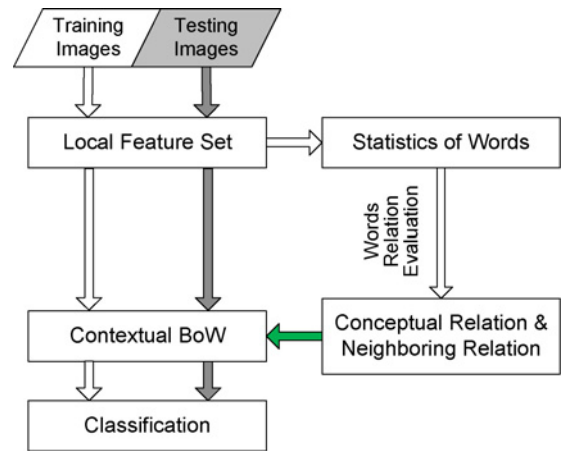 Training
Images
Testing
Images
Local Feature Set
Statistics of Words
Words
Relation
Evaluation
Contextual BoW
Conceptual Relation &
Neighboring Relation
Classification